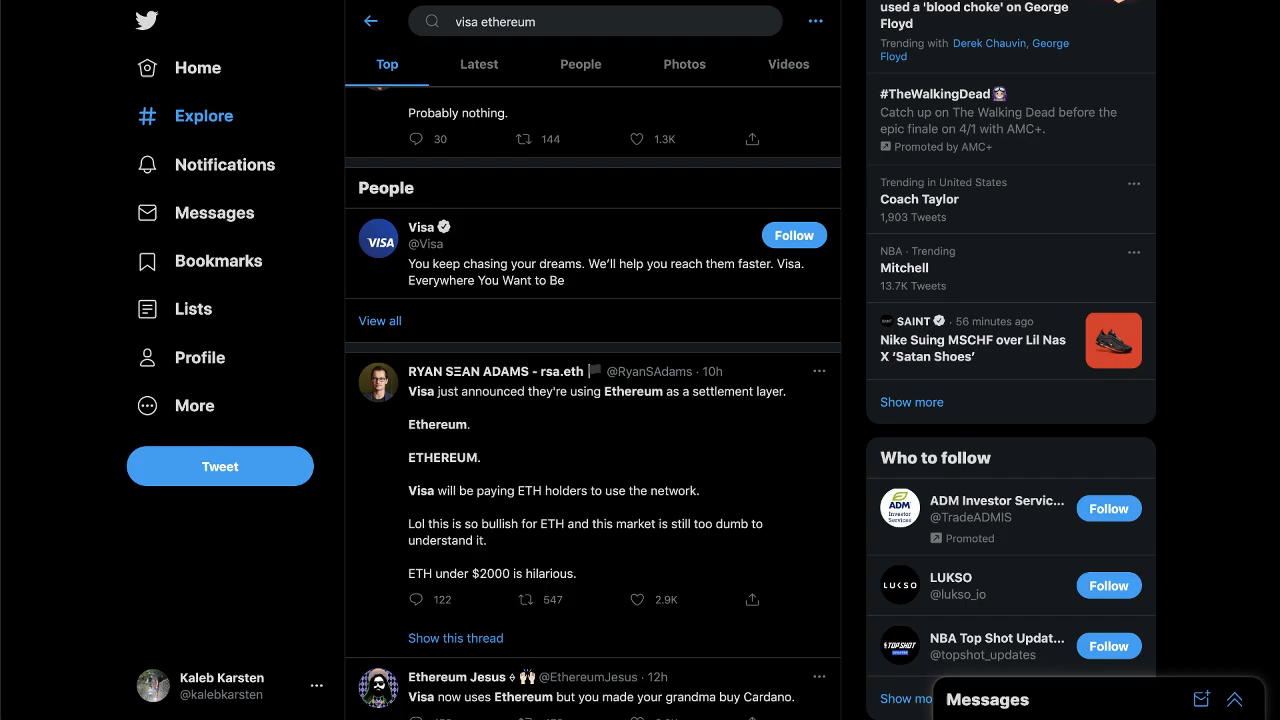 Home
Explore
Notifications
Messages
Bookmarks
Lists
Profile
More
Tweet
Kaleb Karsten
@kalebkarsten
visa ethereum
Top
Latest
People
Photos
Videos
Probably nothing.
30
144
1.3K
People
VISA
Visa
@Visa
Follow
You keep chasing your dreams. We’ll help you reach them faster. Visa.
Everywhere You Want to Be
View all
RYAN SΞAN ADAMS - rsa.eth 🏴 @RyanSAdams · 10h
Visa just announced they're using Ethereum as a settlement layer.
Ethereum.
ETHEREUM.
Visa will be paying ETH holders to use the network.
Lol this is so bullish for ETH and this market is still too dumb to
understand it.
ETH under $2000 is hilarious.
122
547
2.9K
Show this thread
Ethereum Jesus @EthereumJesus · 12h
Visa now uses Ethereum but you made your grandma buy Cardano.
used a 'blood choke' on George
Floyd
Trending with Derek Chauvin, George
Floyd
#TheWalkingDead
Catch up on The Walking Dead before the
epic finale on 4/1 with AMC+.
Promoted by AMC+
Trending in United States
Coach Taylor
1,903 Tweets
NBA · Trending
Mitchell
13.7K Tweets
SAINT · 56 minutes ago
Nike Suing MSCHF over Lil Nas
X ‘Satan Shoes’
Show more
Who to follow
ADM
Investor
Services
ADM Investor Servic...
@TradeADMIS
Follow
Promoted
LUKSO
LUKSO
@lukso_io
Follow
TOP SHOT
NBA Top Shot Updat...
@topshot_updates
Follow
Show mo
Messages